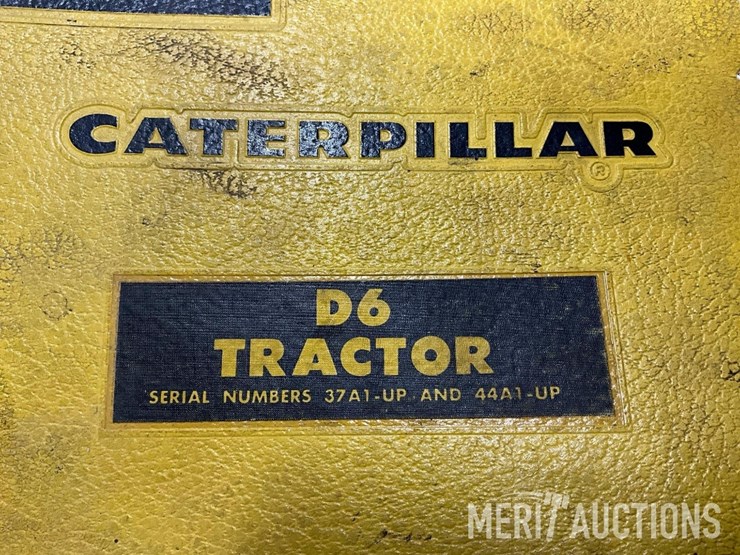 CATERPILLAR®
D6
TRACTOR
SERIAL NUMBERS 37A1-UP AND 44A1-UP
MERIT AUCTIONS